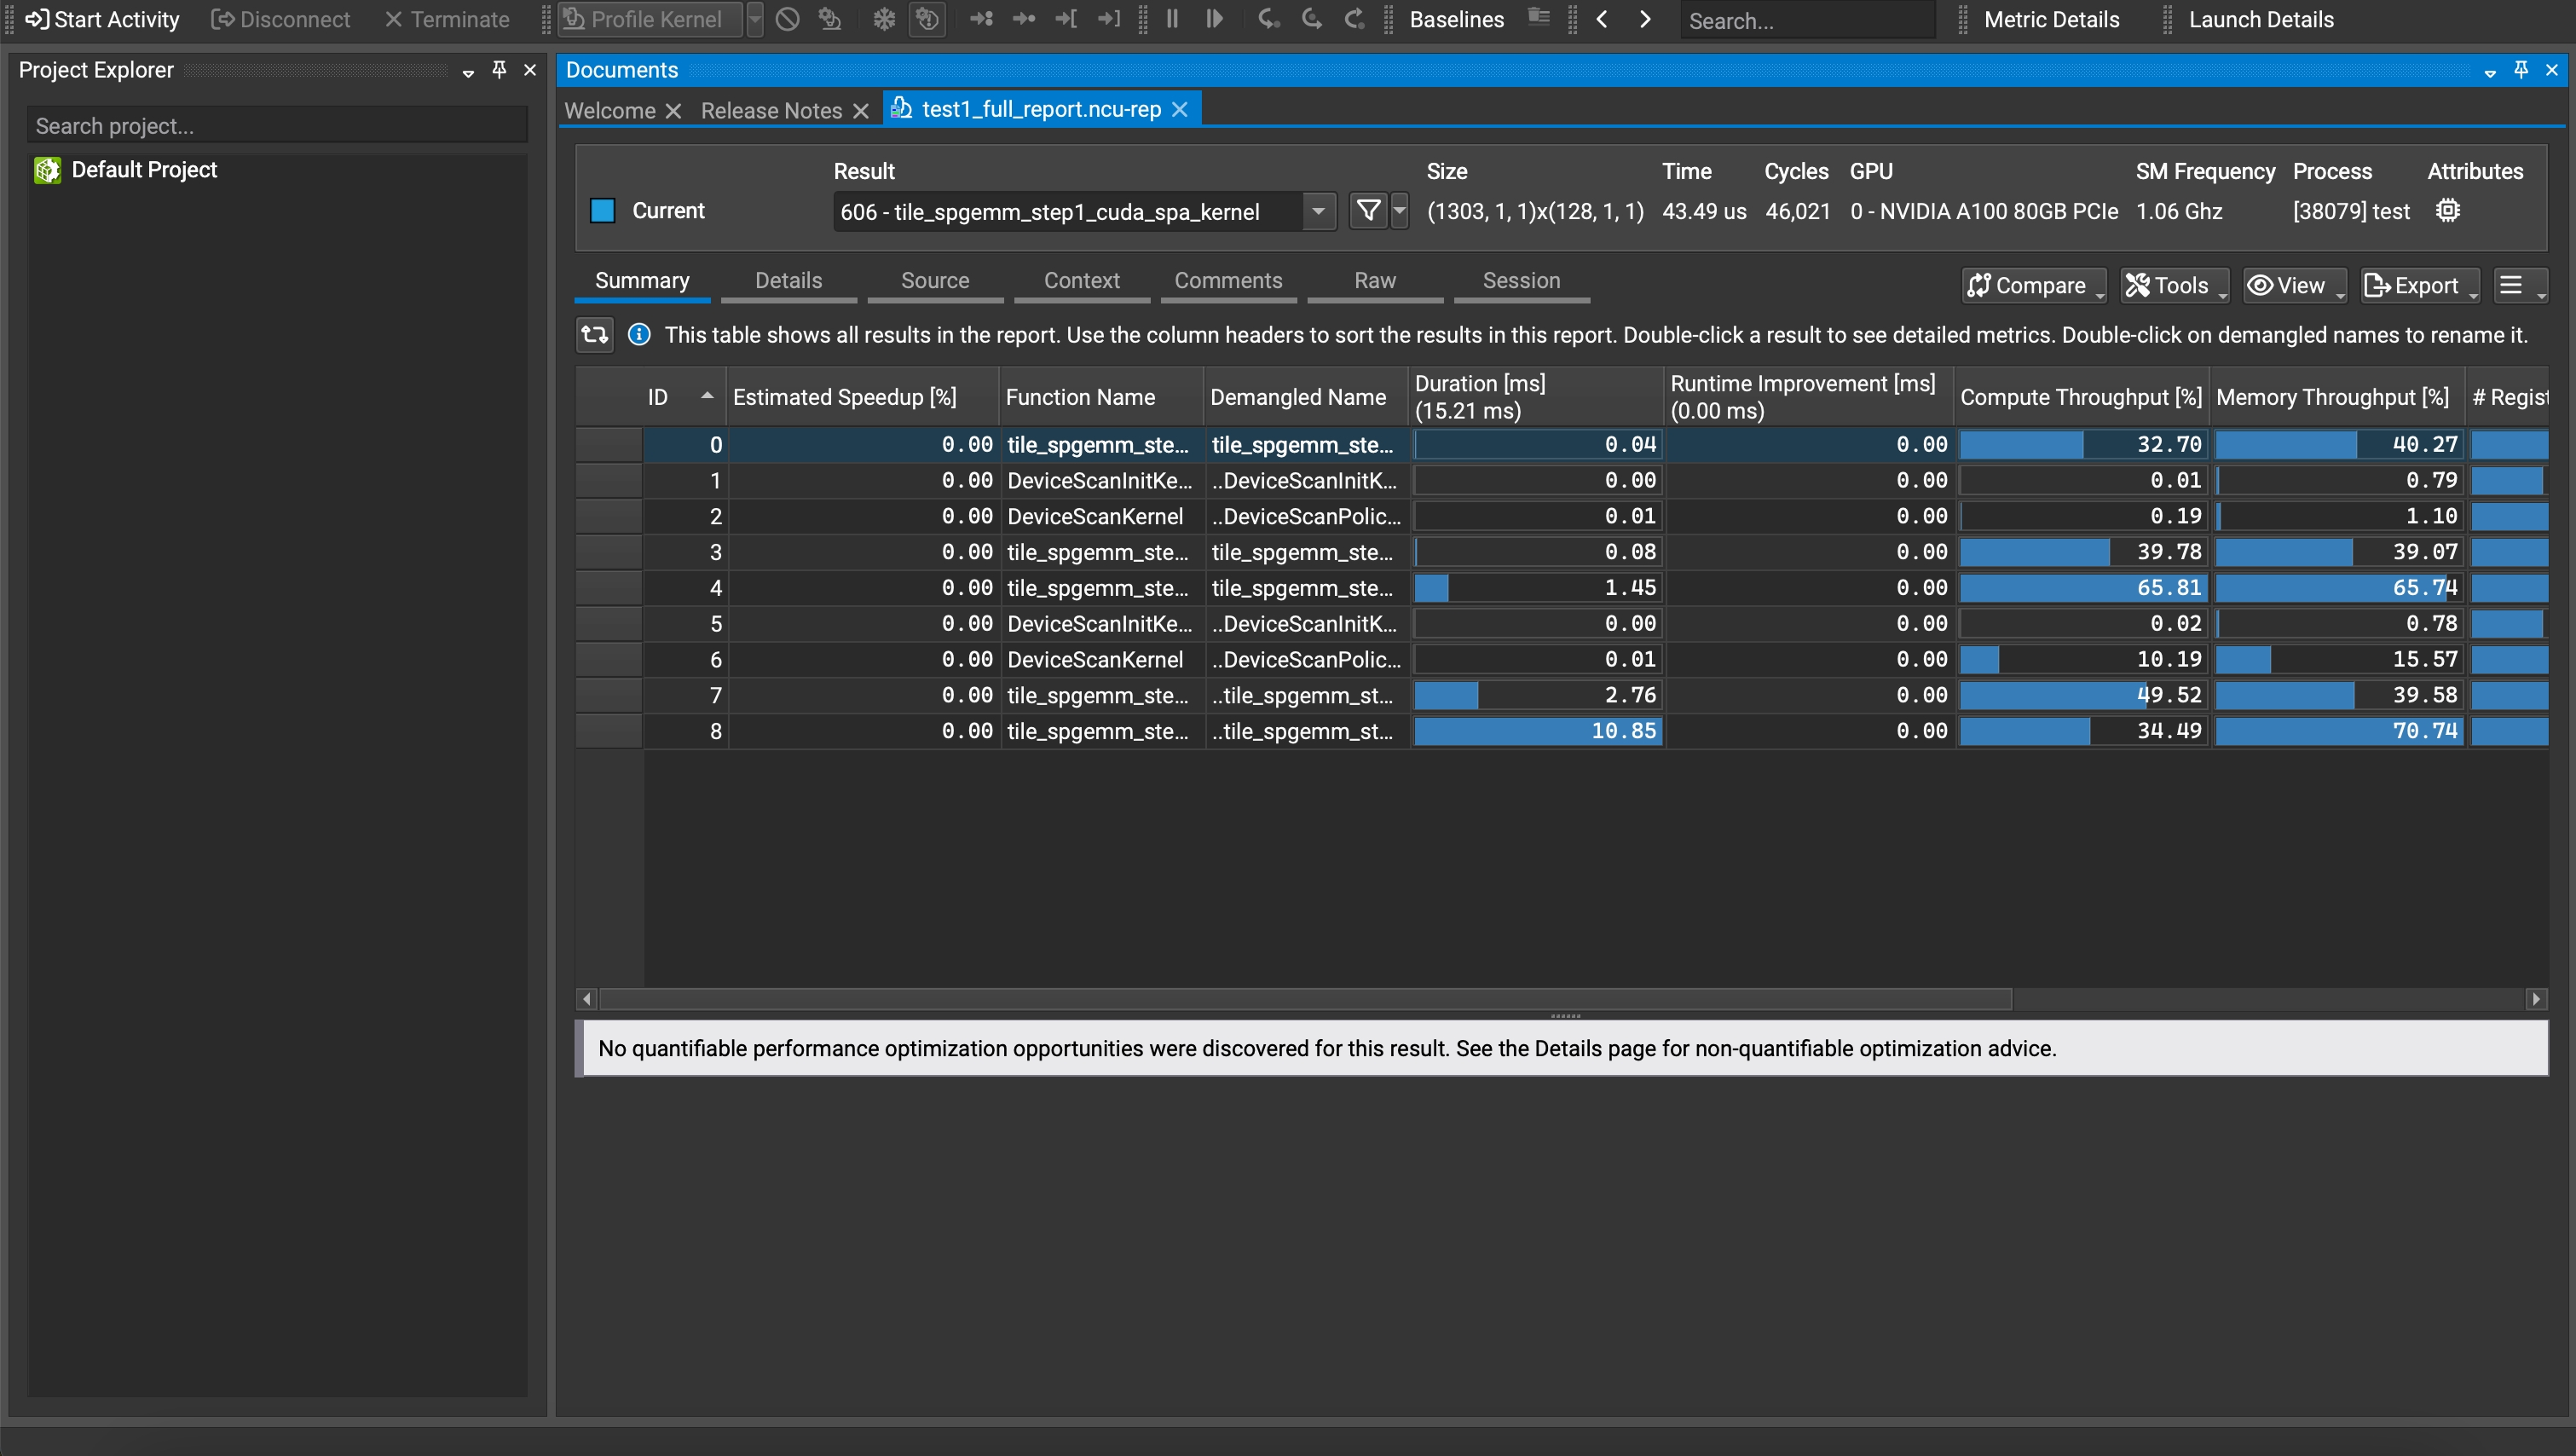 Start Activity Disconnect Terminate Profile Kernel Baselines Search... Metric Details Launch Details
Project Explorer
Search project...
Default Project
Documents
Welcome Release Notes test1_full_report.ncu-rep
Result Size Time Cycles GPU SM Frequency Process Attributes
Current 606 - tile_spgemm_step1_cuda_spa_kernel (1303, 1, 1)x(128, 1, 1) 43.49 us 46,021 0 - NVIDIA A100 80GB PCIe 1.06 Ghz [38079] test
Summary Details Source Context Comments Raw Session Compare Tools View Export
This table shows all results in the report. Use the column headers to sort the results in this report. Double-click a result to see detailed metrics. Double-click on demangled names to rename it.
ID Estimated Speedup [%] Function Name Demangled Name Duration [ms] (15.21 ms) Runtime Improvement [ms] (0.00 ms) Compute Throughput [%] Memory Throughput [%] # Regist
0 0.00 tile_spgemm_ste... tile_spgemm_ste... 0.04 0.00 32.70 40.27
1 0.00 DeviceScanInitKe... ..DeviceScanInitK... 0.00 0.00 0.01 0.79
2 0.00 DeviceScanKernel ..DeviceScanPolic... 0.01 0.00 0.19 1.10
3 0.00 tile_spgemm_ste... tile_spgemm_ste... 0.08 0.00 39.78 39.07
4 0.00 tile_spgemm_ste... tile_spgemm_ste... 1.45 0.00 65.81 65.74
5 0.00 DeviceScanInitKe... ..DeviceScanInitK... 0.00 0.00 0.02 0.78
6 0.00 DeviceScanKernel ..DeviceScanPolic... 0.01 0.00 10.19 15.57
7 0.00 tile_spgemm_ste... ..tile_spgemm_st... 2.76 0.00 49.52 39.58
8 0.00 tile_spgemm_ste... ..tile_spgemm_st... 10.85 0.00 34.49 70.74
No quantifiable performance optimization opportunities were discovered for this result. See the Details page for non-quantifiable optimization advice.